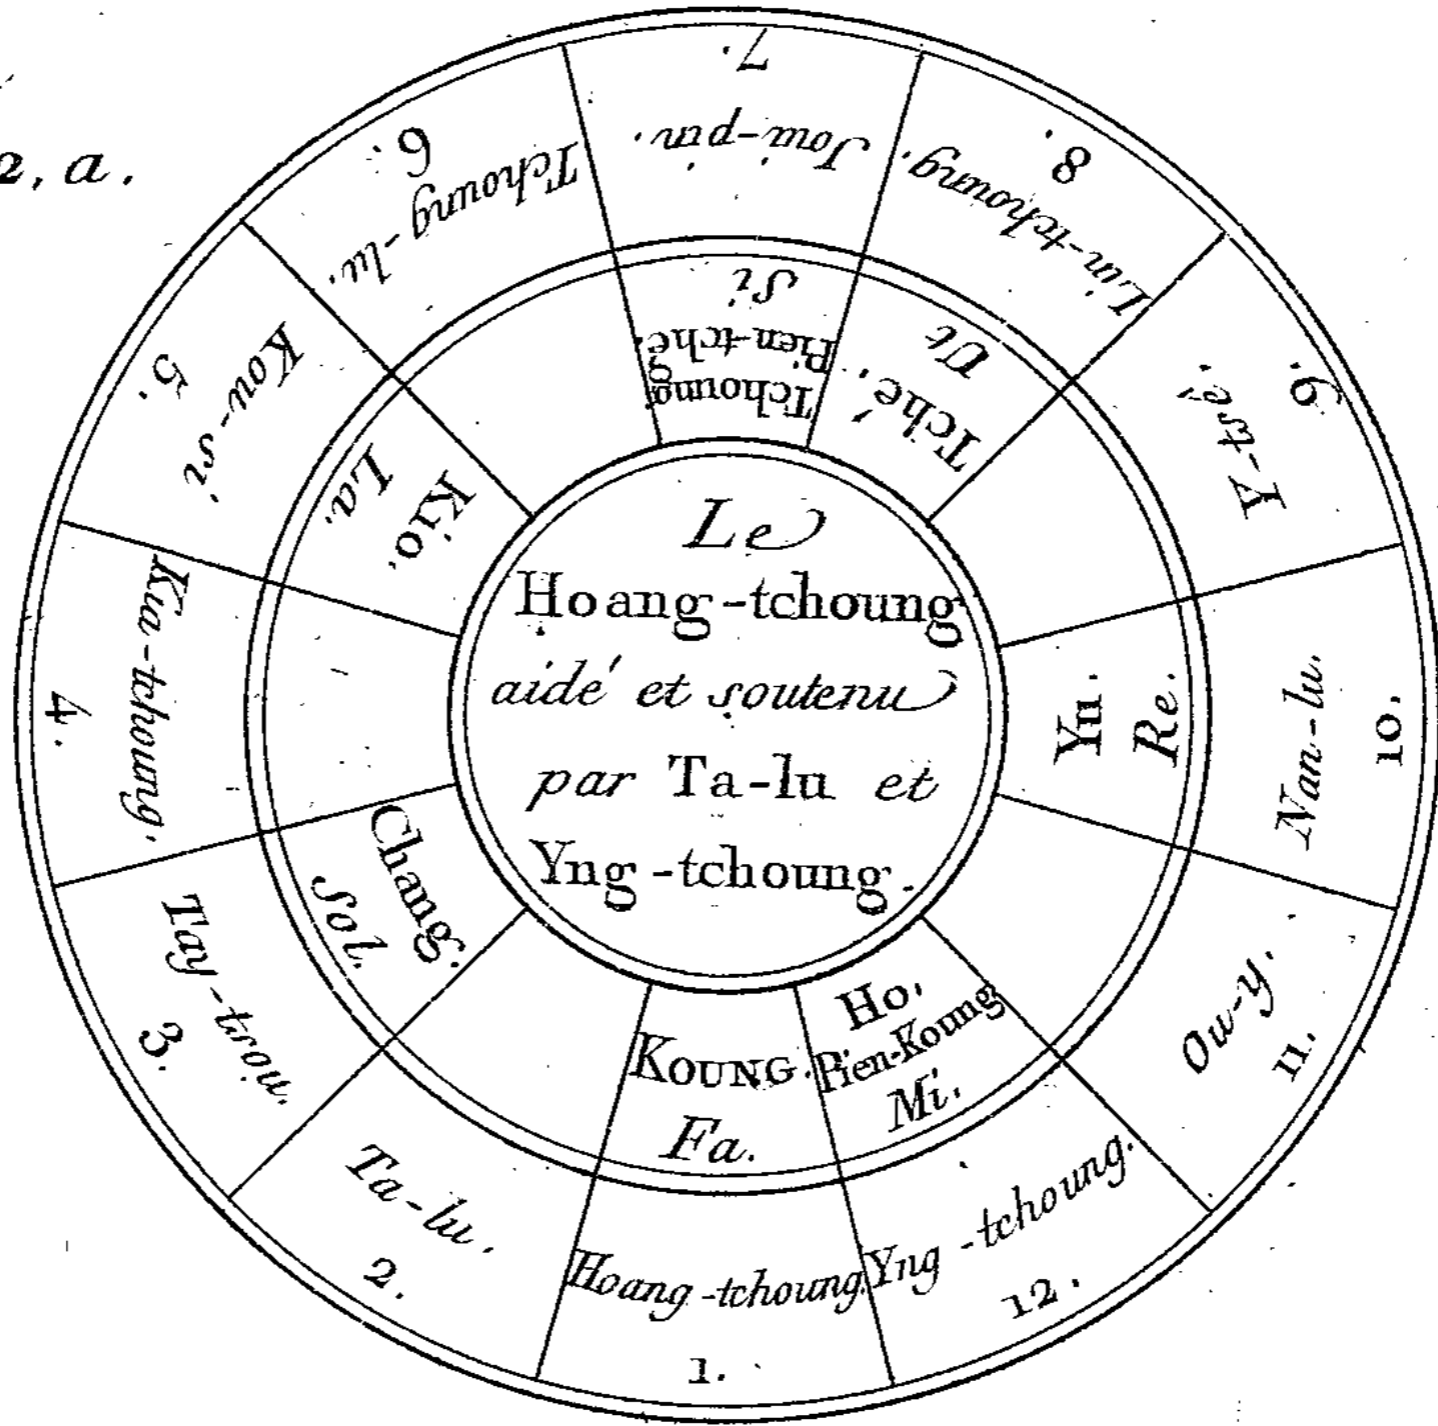 2, a.
Le
Hoang-tchoung
aidé et soutenu
par Ta-lu et
Yng-tchoung.
KOUNG.
Fa.
Chang.
Sol.
Kio.
La.
Tchoung
Pien-tché.
Si
Tché.
Ut
Yu.
Re.
Ho.
Pien-Koung
Mi.
Hoang-tchoung.
1.
Ta-lu.
2.
Tay-tsou.
3.
Kia-tchoung.
4.
Kou-si
5.
Tchoung-lu.
6.
Joui-pin.
7.
Lin-tchoung.
8.
Y-tsé.
9.
Nan-lu.
10.
Ou-y.
11.
Yng-tchoung.
12.